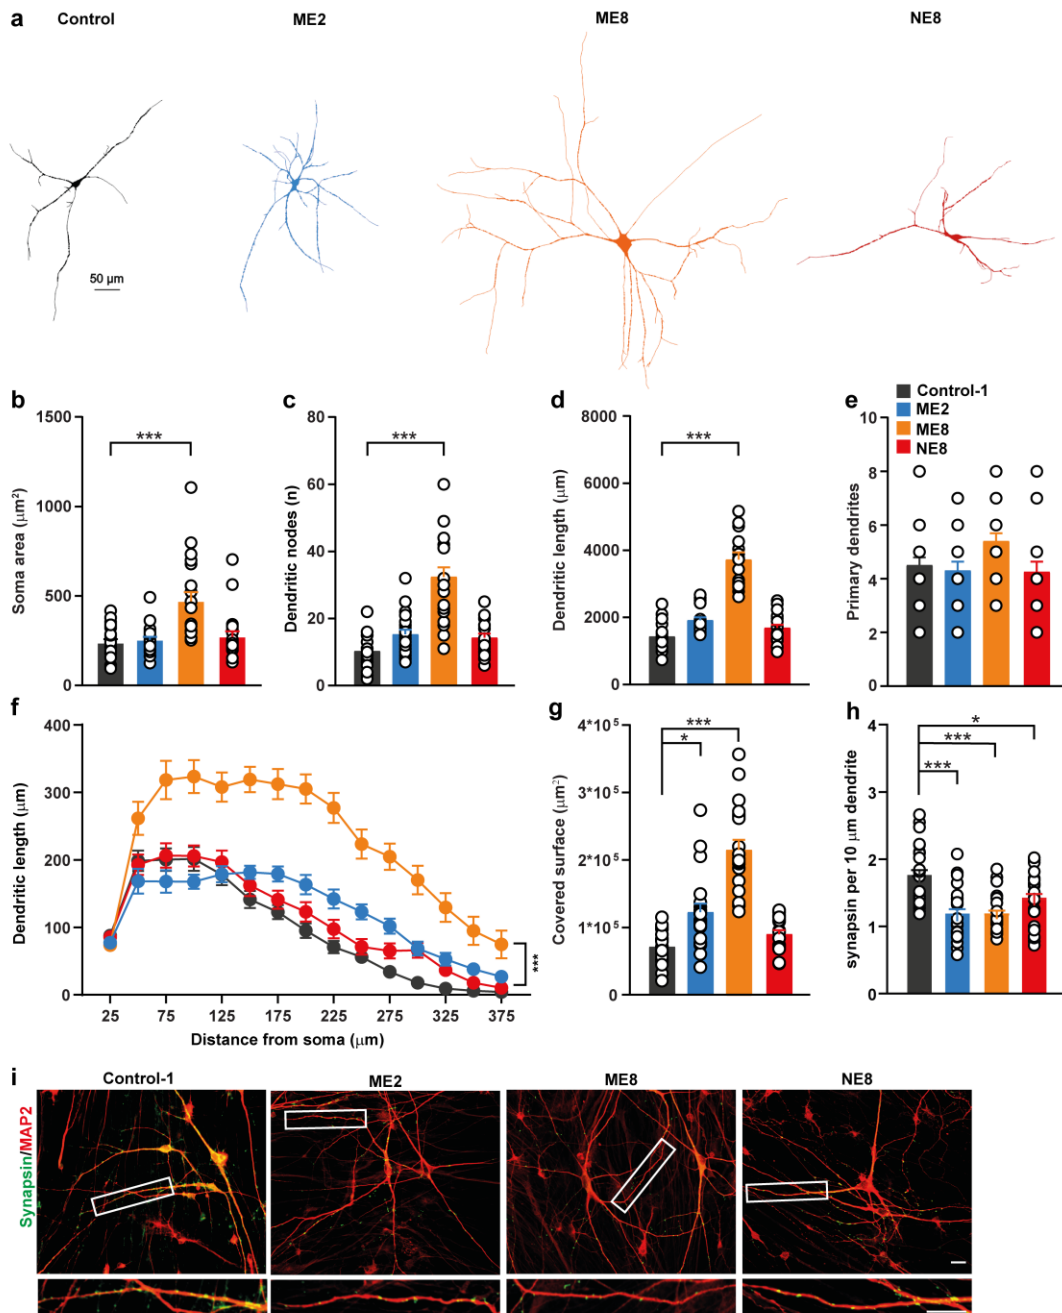 a
Control
ME2
ME8
NE8
50 µm
b
1500
1000
500
0
Soma area (µm²)
***
c
80
60
40
20
0
Dendritic nodes (n)
***
d
8000
6000
4000
2000
0
Dendritic length (µm)
***
e
Control-1
ME2
ME8
NE8
10
8
6
4
2
0
Primary dendrites
f
400
300
200
100
0
Dendritic length (µm)
***
25 75 125 175 225 275 325 375
Distance from soma (µm)
g
4*10⁵
3*10⁵
2*10⁵
1*10⁵
0
Covered surface (µm²)
***
*
h
4
3
2
1
0
synapsin per 10 µm dendrite
*
***
***
i
Control-1
ME2
ME8
NE8
Synapsin/MAP2